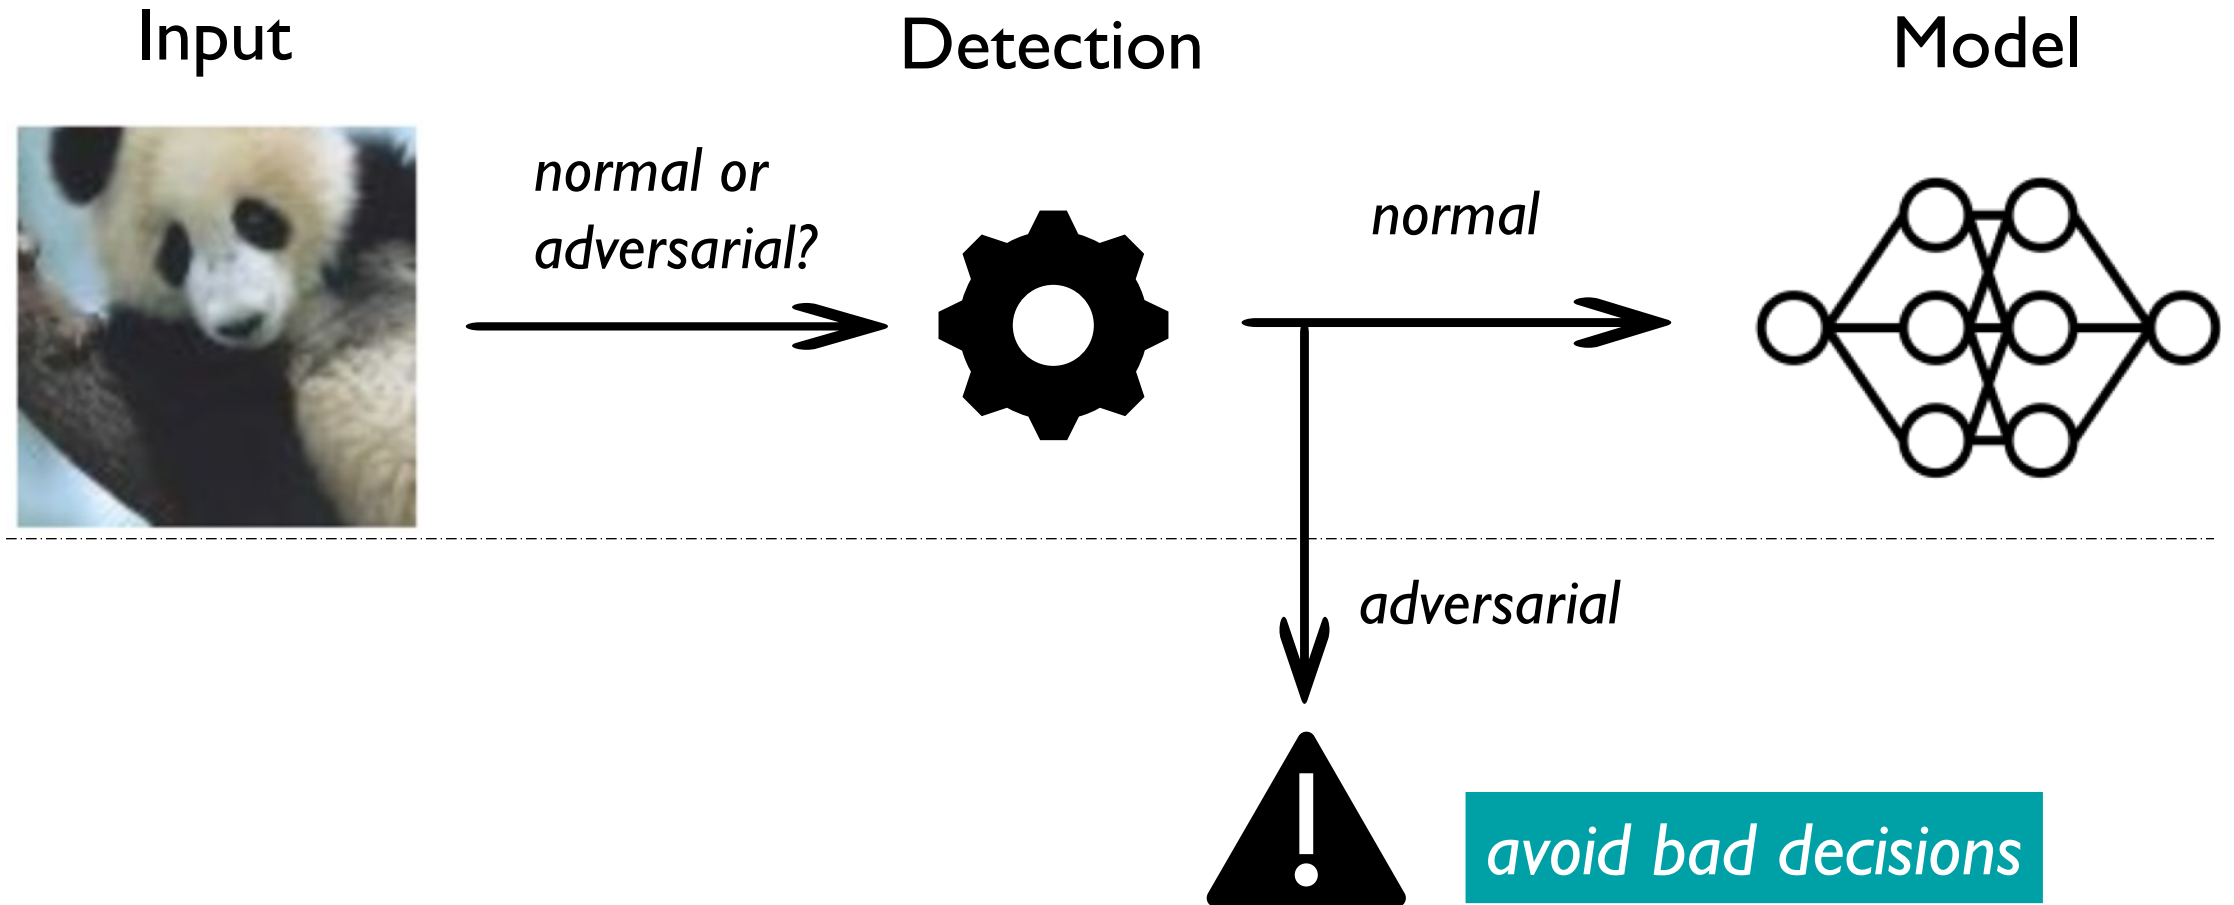 Input
Detection
Model
normal or
adversarial?
normal
adversarial
avoid bad decisions